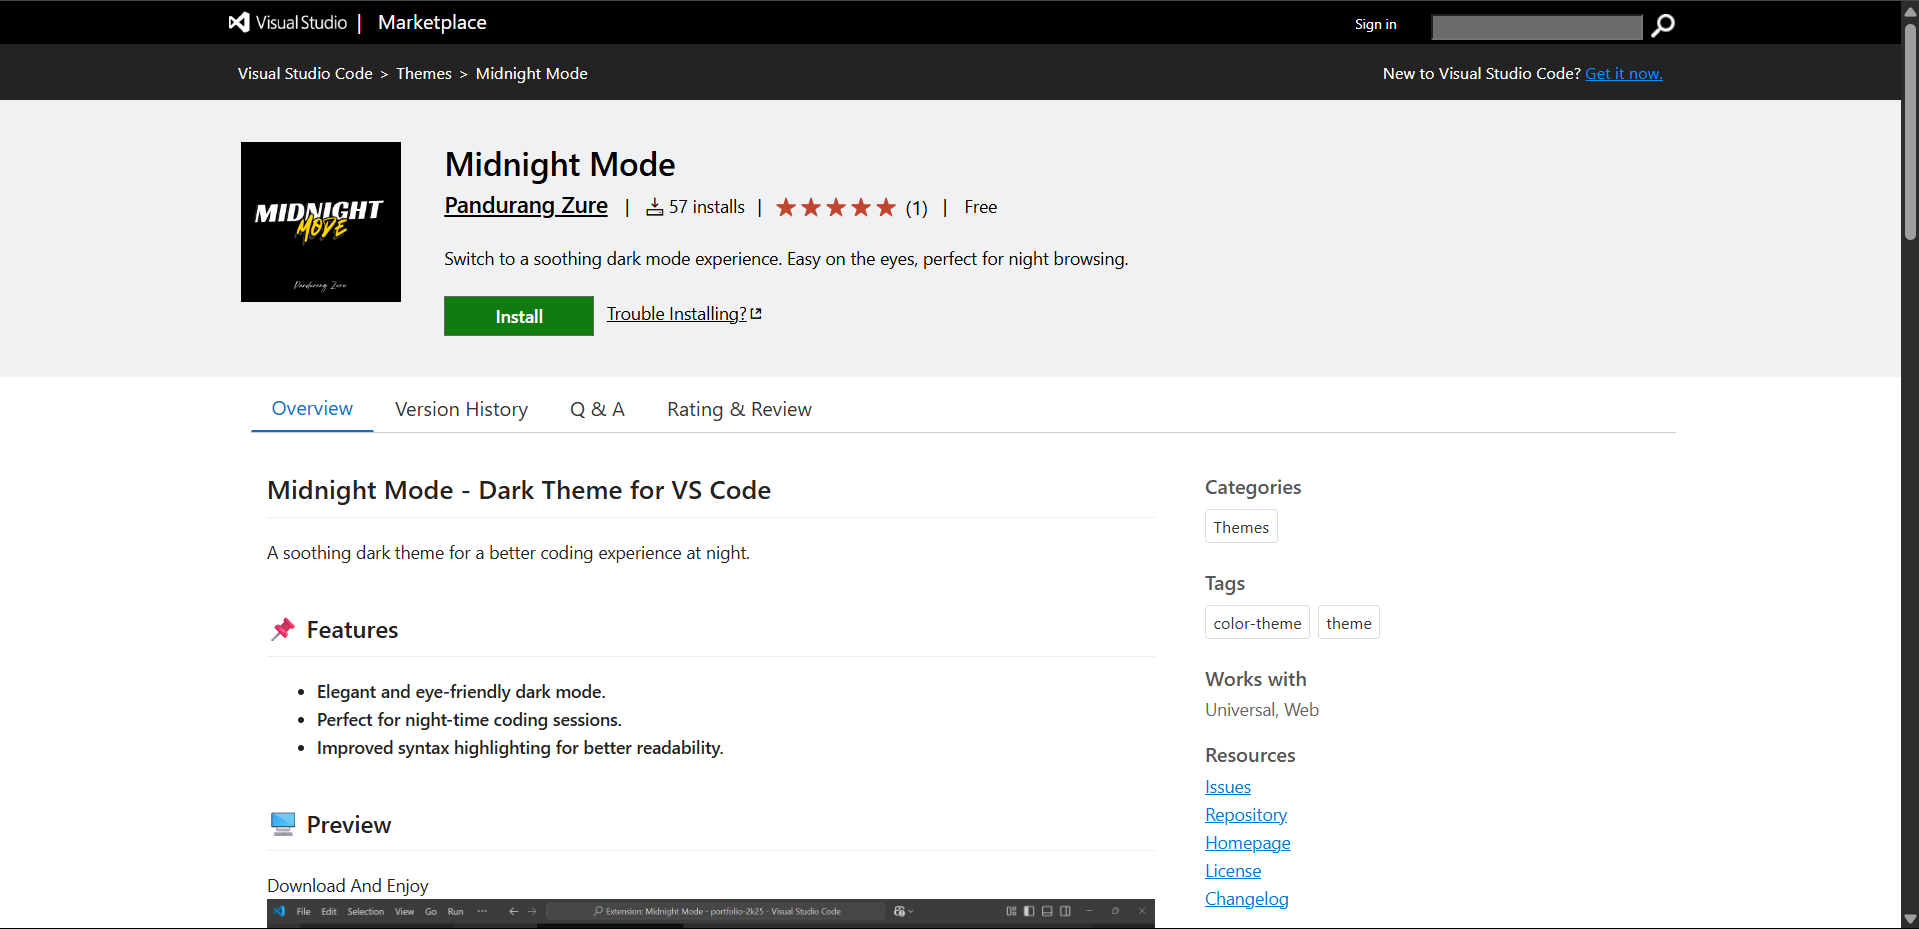 Visual Studio | Marketplace
Sign in
Visual Studio Code > Themes > Midnight Mode
New to Visual Studio Code? Get it now.
MIDNIGHT
MODE
Pandurang Zure
Midnight Mode
Pandurang Zure | 57 installs | (1) | Free
Switch to a soothing dark mode experience. Easy on the eyes, perfect for night browsing.
Install
Trouble Installing?
Overview
Version History
Q & A
Rating & Review
Midnight Mode - Dark Theme for VS Code
A soothing dark theme for a better coding experience at night.
📌 Features
• Elegant and eye-friendly dark mode.
• Perfect for night-time coding sessions.
• Improved syntax highlighting for better readability.
🖥️ Preview
Download And Enjoy
File Edit Selection View Go Run ··· Extension: Midnight Mode - portfolio-2k25 - Visual Studio Code
Categories
Themes
Tags
color-theme
theme
Works with
Universal, Web
Resources
Issues
Repository
Homepage
License
Changelog